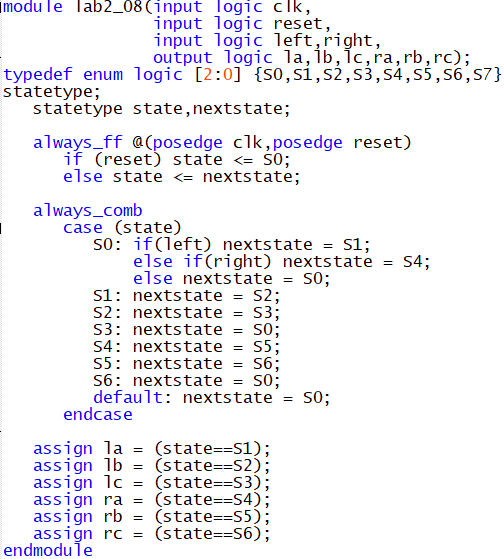 module lab2_08(input logic clk,
input logic reset,
input logic left,right,
output logic la,lb,lc,ra,rb,rc);
typedef enum logic [2:0] {S0,S1,S2,S3,S4,S5,S6,S7}
statetype;
statetype state,nextstate;
always_ff @(posedge clk,posedge reset)
if (reset) state <= S0;
else state <= nextstate;
always_comb
case (state)
S0: if(left) nextstate = S1;
else if(right) nextstate = S4;
else nextstate = S0;
S1: nextstate = S2;
S2: nextstate = S3;
S3: nextstate = S0;
S4: nextstate = S5;
S5: nextstate = S6;
S6: nextstate = S0;
default: nextstate = S0;
endcase
assign la = (state==S1);
assign lb = (state==S2);
assign lc = (state==S3);
assign ra = (state==S4);
assign rb = (state==S5);
assign rc = (state==S6);
endmodule